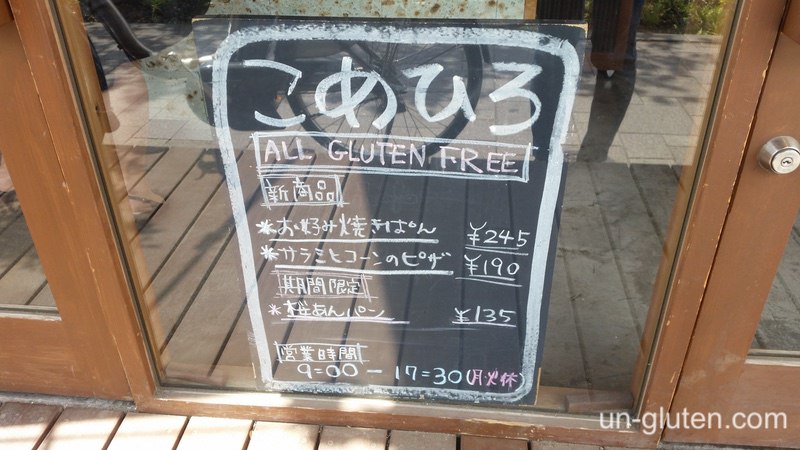 こめひろ
ALL GLUTEN FREE
新商品
*お好み焼きぱん ¥245
*サラミとコーンのピザ ¥190
期間限定
*桜あんパン ¥135
営業時間
9:00 - 17:30(月火休)
un-gluten.com